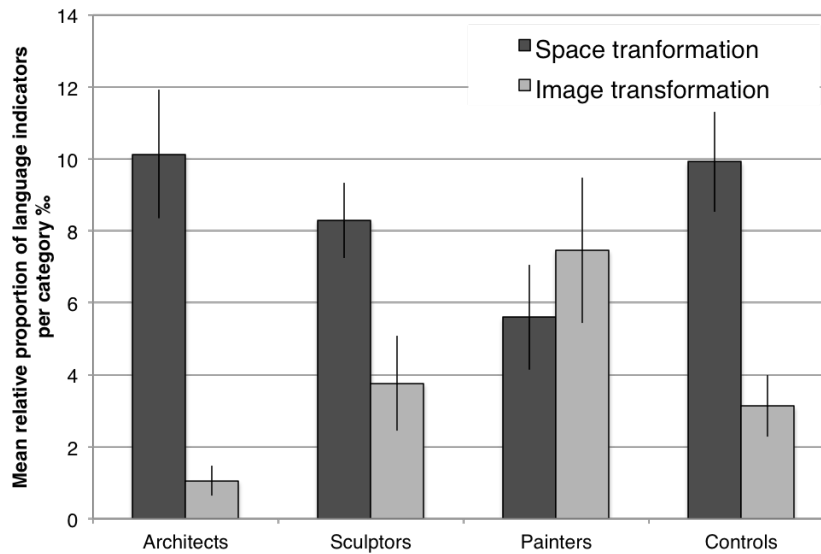 Mean relative proportion of language indicators
per category ‰
14
12
10
8
6
4
2
0
Space tranformation
Image transformation
Architects
Sculptors
Painters
Controls